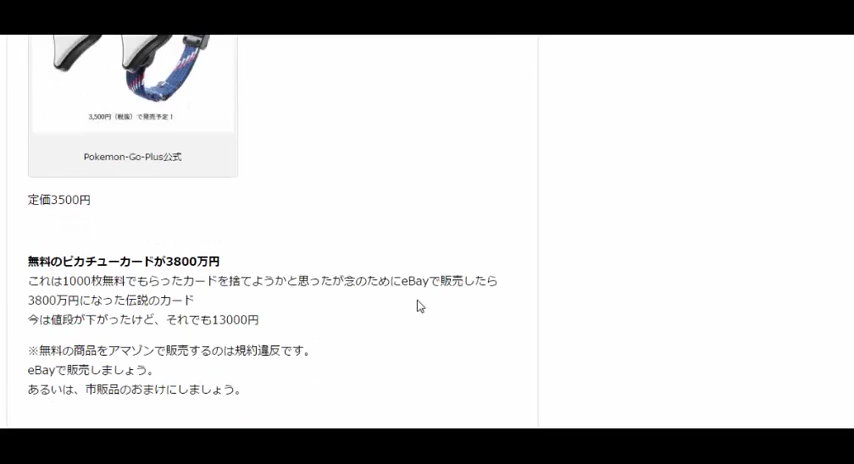 3,500円（税抜）で発売予定！
Pokemon-Go-Plus公式
定価3500円
無料のピカチューカードが3800万円
これは1000枚無料でもらったカードを捨てようかと思ったが念のためにeBayで販売したら
3800万円になった伝説のカード
今は値段が下がったけど、それでも13000円
※無料の商品をアマゾンで販売するのは規約違反です。
eBayで販売しましょう。
あるいは、市販品のおまけにしましょう。